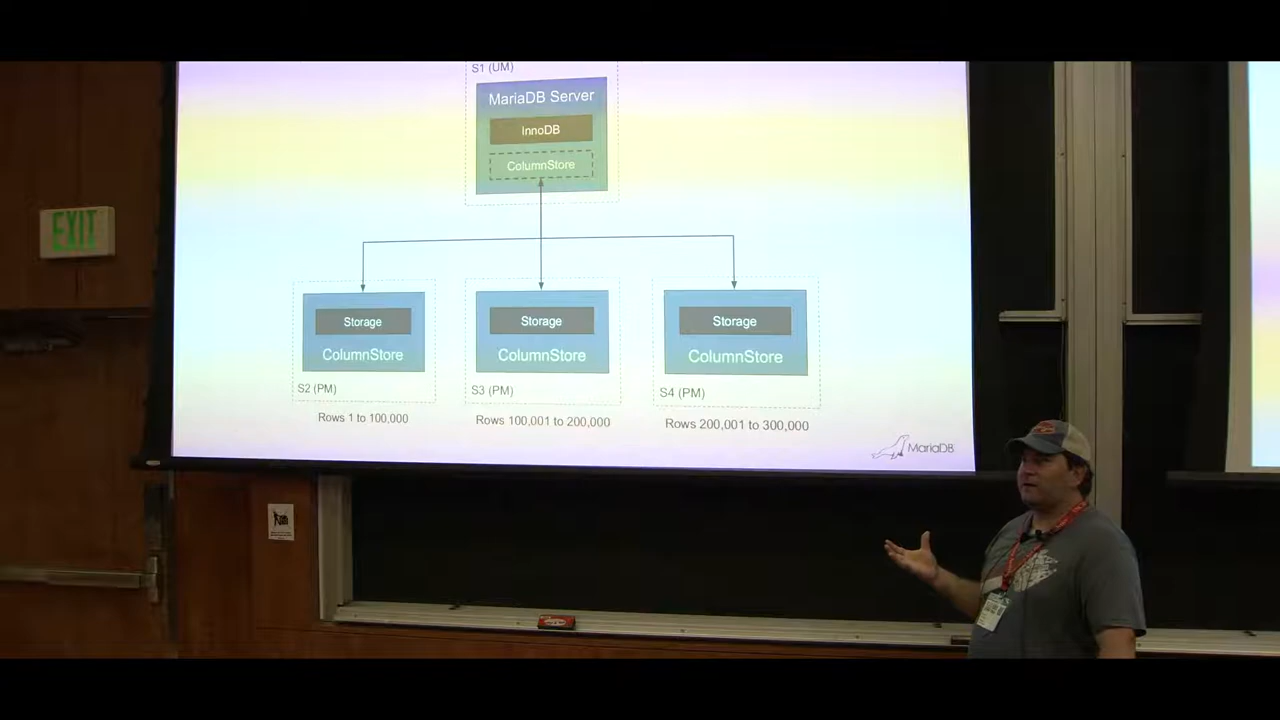 S1 (UM)
MariaDB Server
InnoDB
ColumnStore
EXIT
Storage
ColumnStore
S2 (PM)
Rows 1 to 100,000
Storage
ColumnStore
S3 (PM)
Rows 100,001 to 200,000
Storage
ColumnStore
S4 (PM)
Rows 200,001 to 300,000
MariaDB